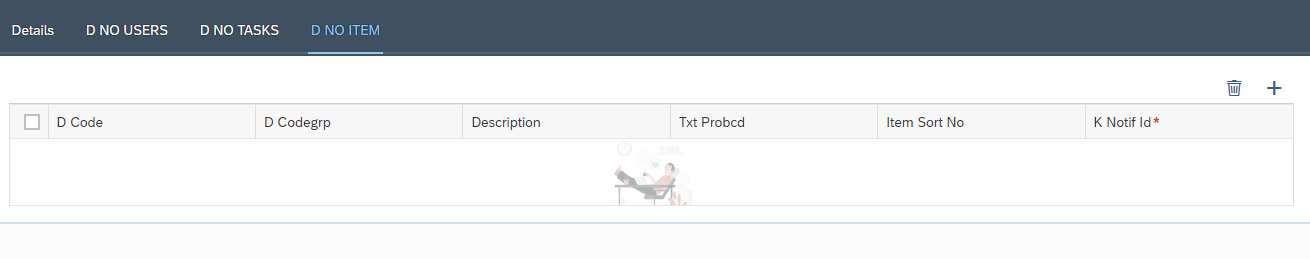 Details D NO USERS D NO TASKS D NO ITEM
D Code D Codegrp Description Txt Probcd Item Sort No K Notif Id*